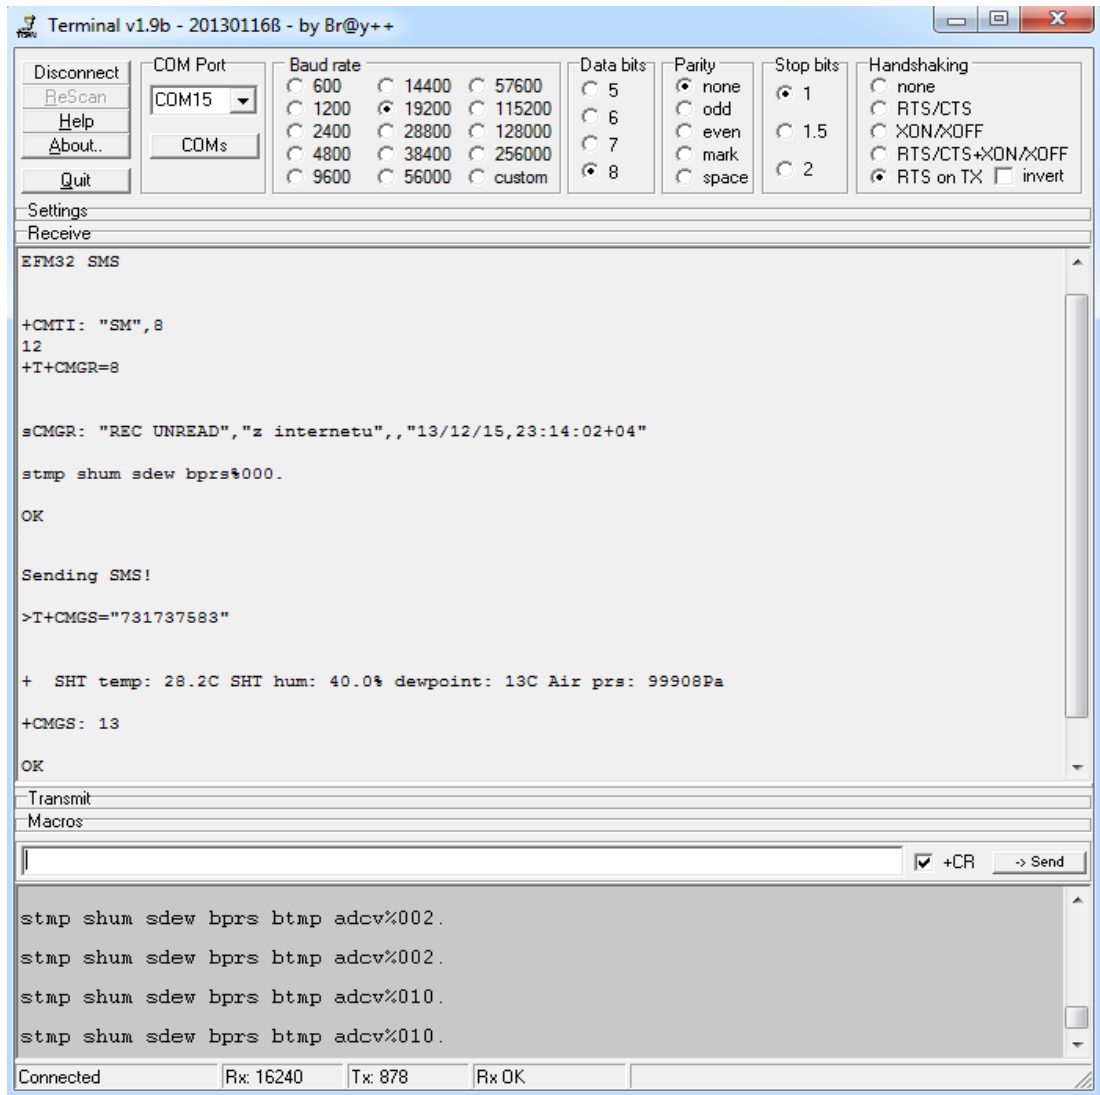 Terminal v1.9b - 20130116ß - by Br@y++
Disconnect
ReScan
Help
About..
Quit
COM Port
COM15
COMs
Baud rate
600 14400 57600
1200 19200 115200
2400 28800 128000
4800 38400 256000
9600 56000 custom
Data bits
5
6
7
8
Parity
none
odd
even
mark
space
Stop bits
1
1.5
2
Handshaking
none
RTS/CTS
XON/XOFF
RTS/CTS+XON/XOFF
RTS on TX invert
Settings
Receive
EFM32 SMS
+CMTI: "SM",8
12
+T+CMGR=8
sCMGR: "REC UNREAD","z internetu",,"13/12/15,23:14:02+04"
stmp shum sdew bprs%000.
OK
Sending SMS!
>T+CMGS="731737583"
+  SHT temp: 28.2C SHT hum: 40.0% dewpoint: 13C Air prs: 99908Pa
+CMGS: 13
OK
Transmit
Macros
+CR -> Send
stmp shum sdew bprs btmp adcv%002.
stmp shum sdew bprs btmp adcv%002.
stmp shum sdew bprs btmp adcv%010.
stmp shum sdew bprs btmp adcv%010.
Connected Rx: 16240 Tx: 878 Rx OK